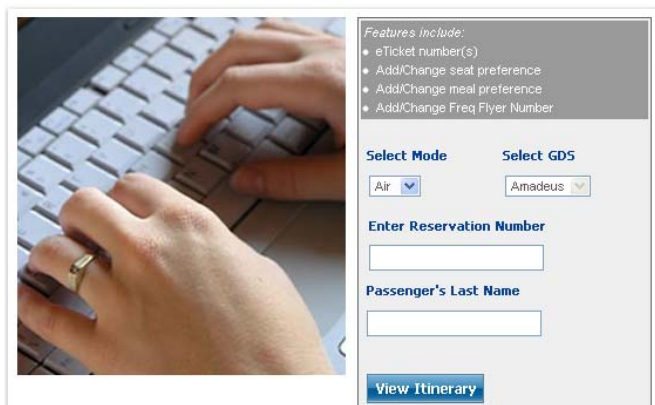 Features include:
• eTicket number(s)
• Add/Change seat preference
• Add/Change meal preference
• Add/Change Freq Flyer Number
Select Mode Select GDS
Air Amadeus
Enter Reservation Number
Passenger's Last Name
View Itinerary